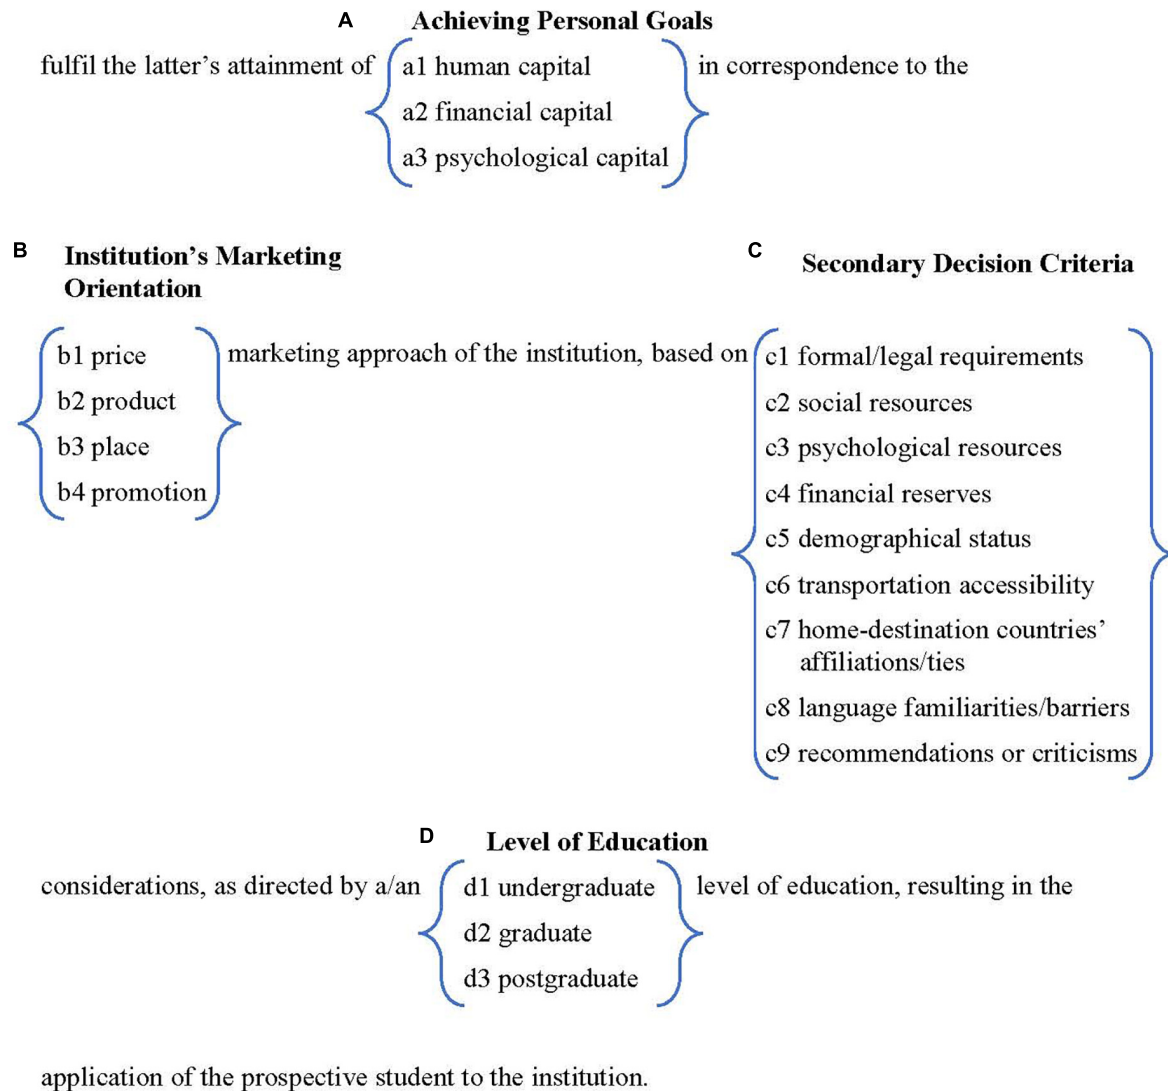 A Achieving Personal Goals
fulfil the latter’s attainment of a1 human capital in correspondence to the
a2 financial capital
a3 psychological capital
B Institution’s Marketing
Orientation
C Secondary Decision Criteria
b1 price marketing approach of the institution, based on c1 formal/legal requirements
b2 product c2 social resources
b3 place c3 psychological resources
b4 promotion c4 financial reserves
c5 demographical status
c6 transportation accessibility
c7 home-destination countries’
affiliations/ties
c8 language familiarities/barriers
c9 recommendations or criticisms
D Level of Education
considerations, as directed by a/an d1 undergraduate level of education, resulting in the
d2 graduate
d3 postgraduate
application of the prospective student to the institution.